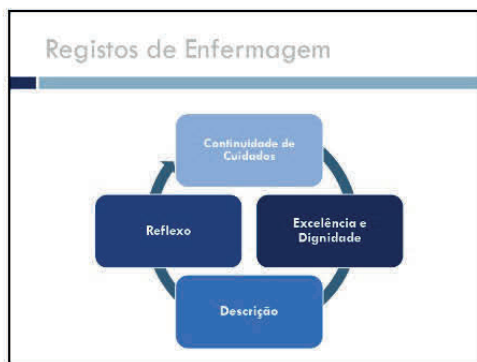 Registos de Enfermagem
Continuidade de
Cuidados
Reflexo
Excelência e
Dignidade
Descrição